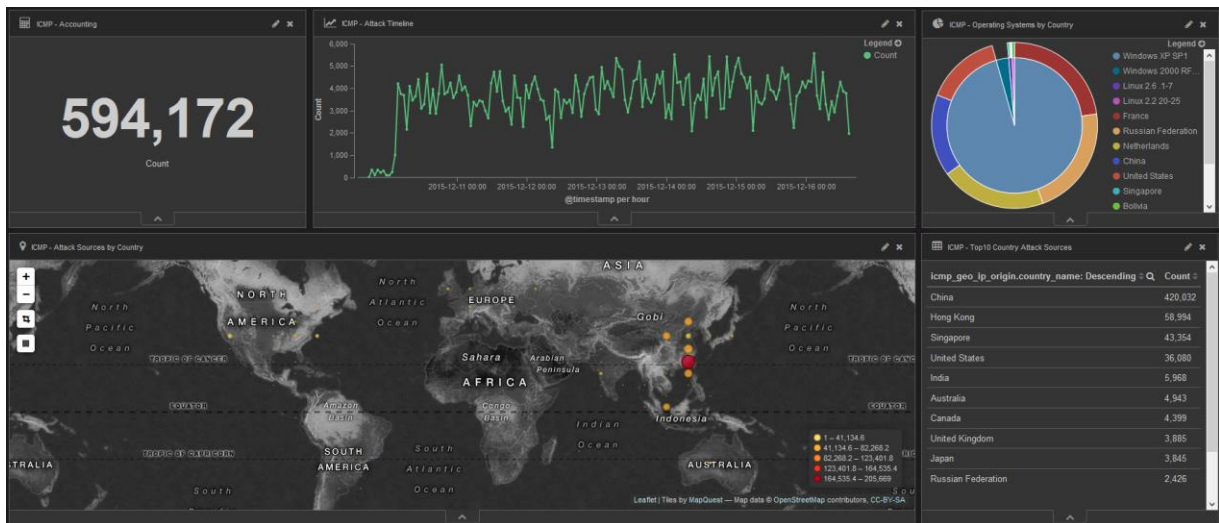 ICMP - Accounting
594,172
Count
ICMP - Attack Timeline
Legend
Count
6,000
5,000
4,000
3,000
2,000
1,000
0
Count
2015-12-11 00:00
2015-12-12 00:00
2015-12-13 00:00
2015-12-14 00:00
2015-12-15 00:00
2015-12-16 00:00
@timestamp per hour
ICMP - Operating Systems by Country
Legend
Windows XP SP1
Windows 2000 RF...
Linux 2.6 .1-7
Linux 2.2 20-25
France
Russian Federation
Netherlands
China
United States
Singapore
Bolivia
ICMP - Attack Sources by Country
+
−
ASIA
North Pacific Ocean
NORTH AMERICA
North Atlantic Ocean
EUROPE
Gobi
North Pacific Ocean
TROPIC OF CANCER
Sahara
Arabian Peninsula
TROPIC OF CANC
AFRICA
EQUATOR
Amazon Basin
Congo Basin
Indian Ocean
Indonesia
EQUATOR
TRALIA
TROPIC OF CAPRICORN
SOUTH AMERICA
South Atlantic Ocean
AUSTRALIA
South
Sou
1 – 41,134.6
41,134.6 – 82,268.2
82,268.2 – 123,401.8
123,401.8 – 164,535.4
164,535.4 – 205,669
Leaflet | Tiles by MapQuest — Map data © OpenStreetMap contributors, CC-BY-SA
ICMP - Top10 Country Attack Sources
icmp_geo_ip_origin.country_name: Descending Count
China 420,032
Hong Kong 58,994
Singapore 43,354
United States 36,080
India 5,968
Australia 4,943
Canada 4,399
United Kingdom 3,885
Japan 3,845
Russian Federation 2,426